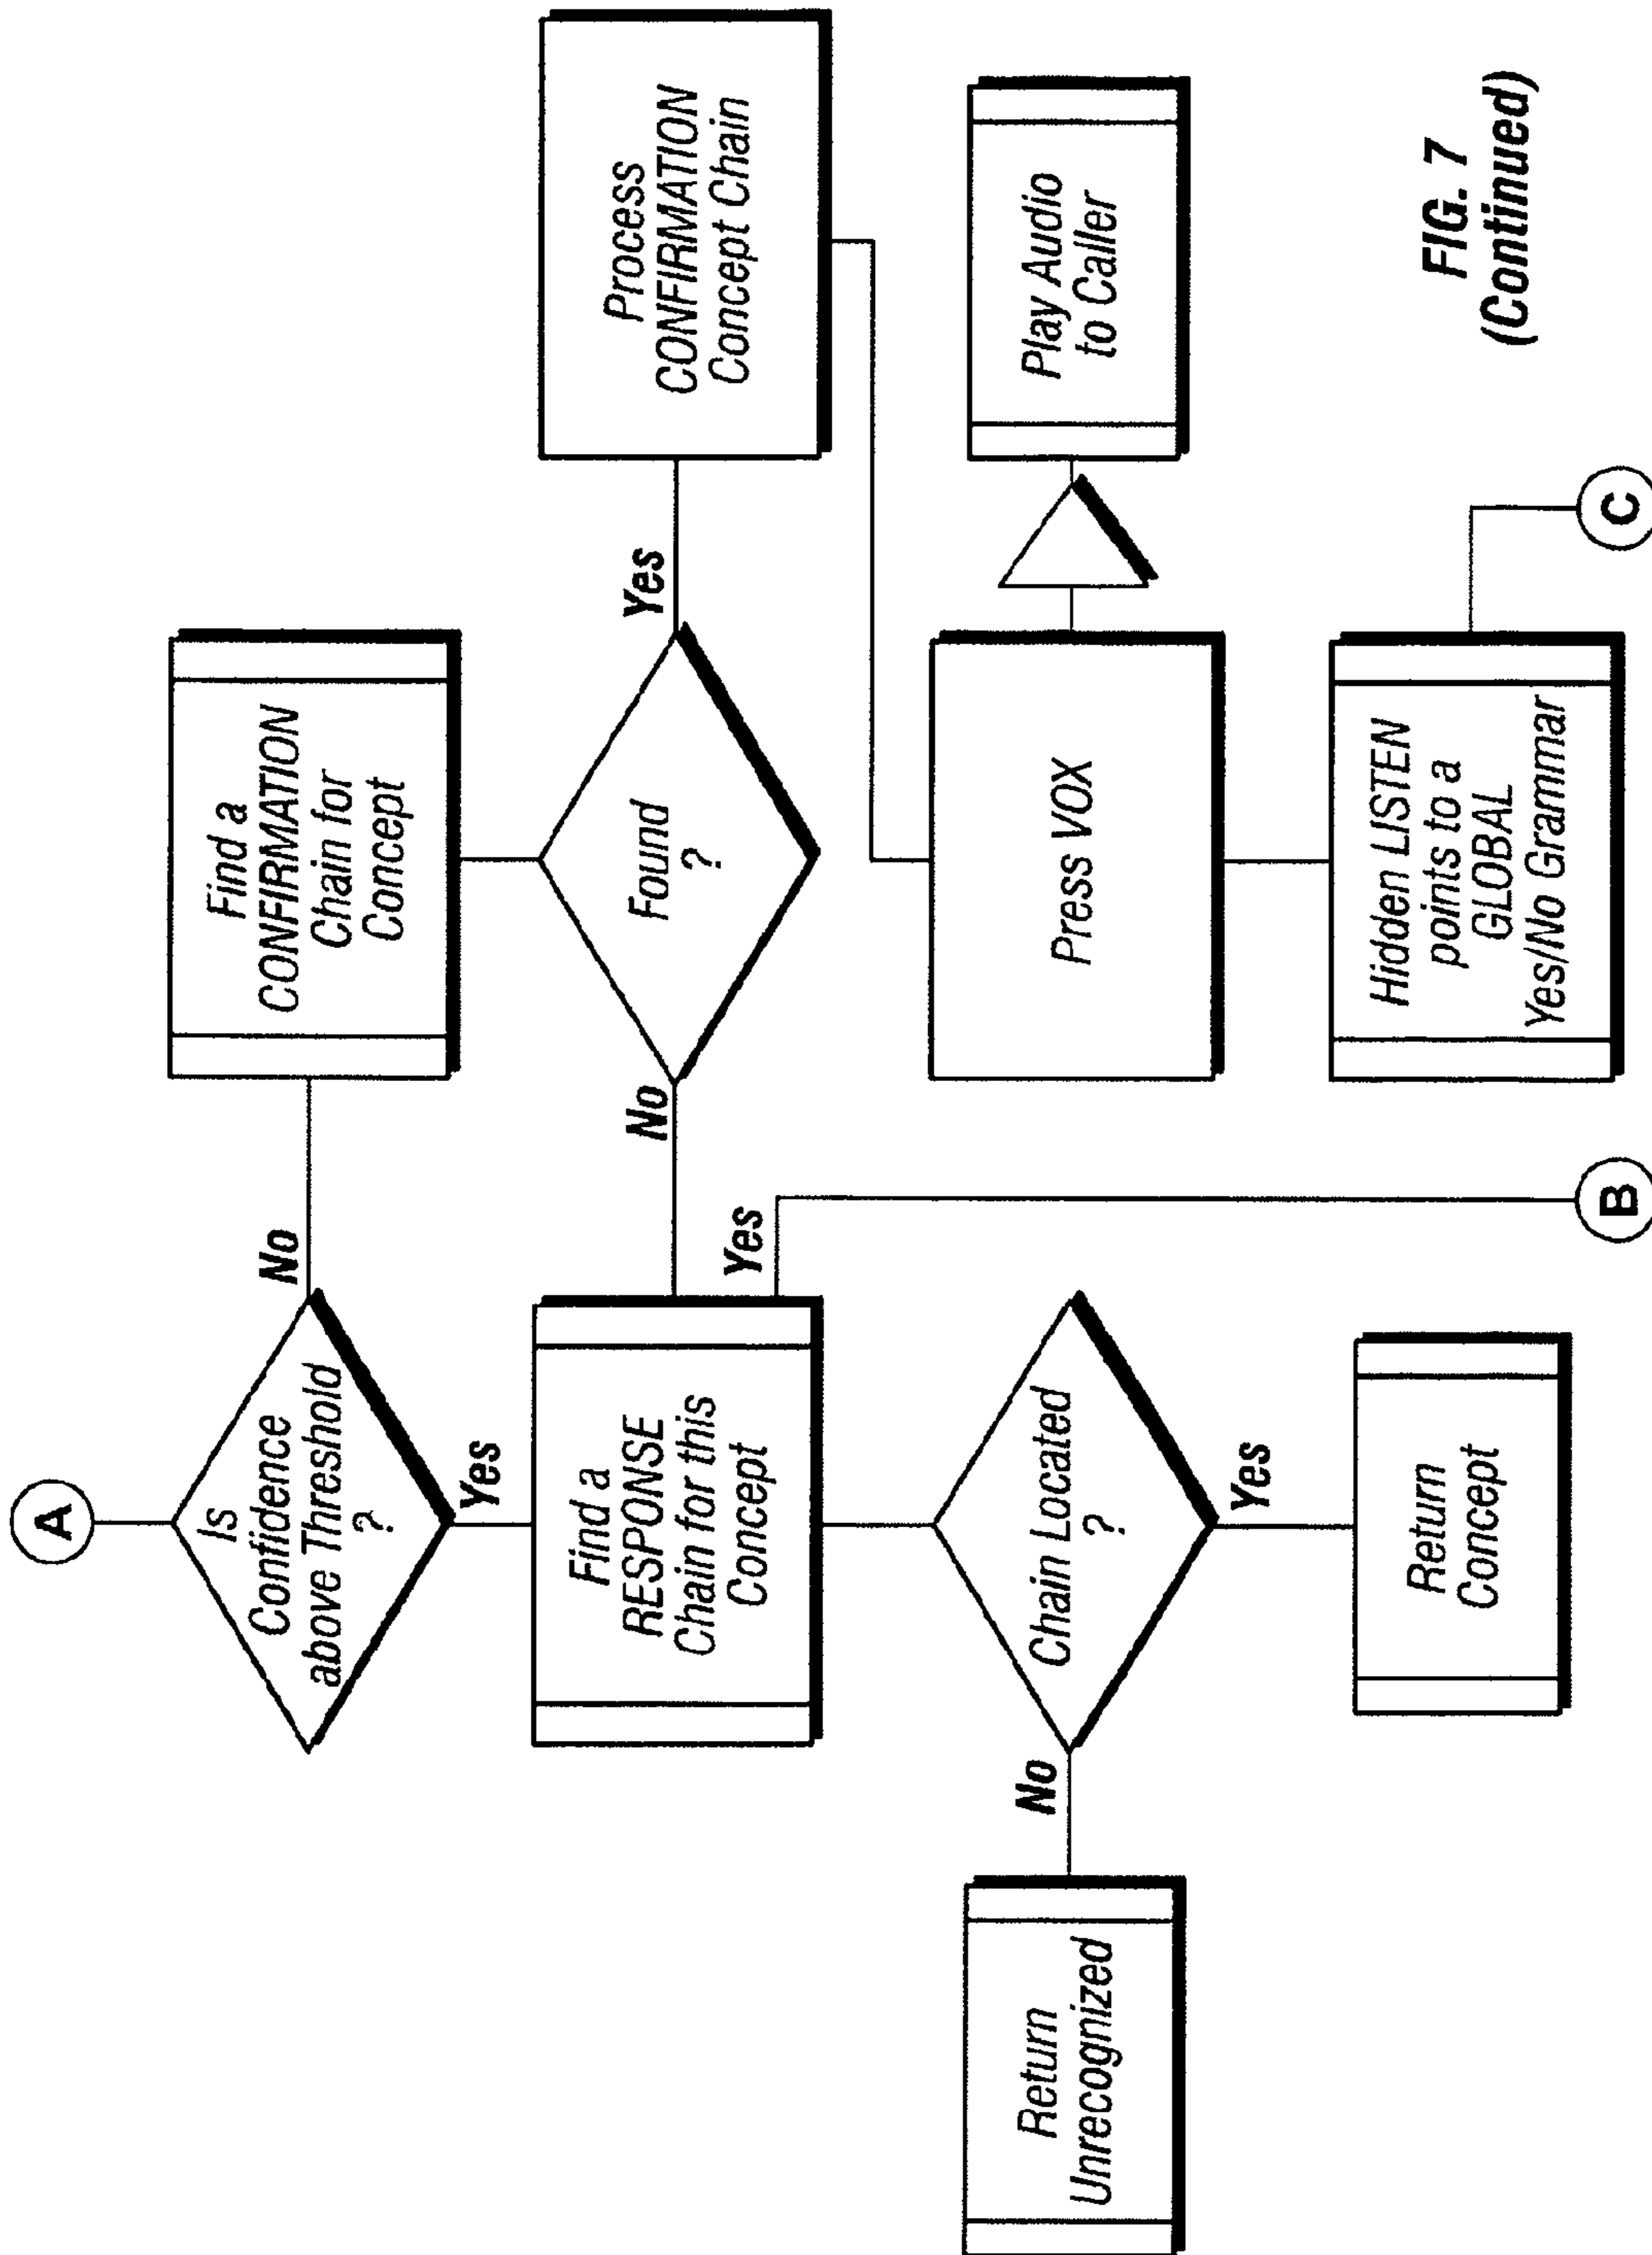 A
Is
Confidence
above Threshold
?
No
Yes
Find a
CONFIRMATION
Chain for
Concept
Find a
RESPONSE
Chain for this
Concept
No
Found
?
Yes
Process
CONFIRMATION
Concept Chain
Yes
Return
Unrecognized
No
Chain Located
?
Yes
Return
Concept
Press VOX
Play Audio
to Caller
Hidden LISTEN
points to a
GLOBAL
Yes/No Grammar
B
C
FIG. 7
(Continued)